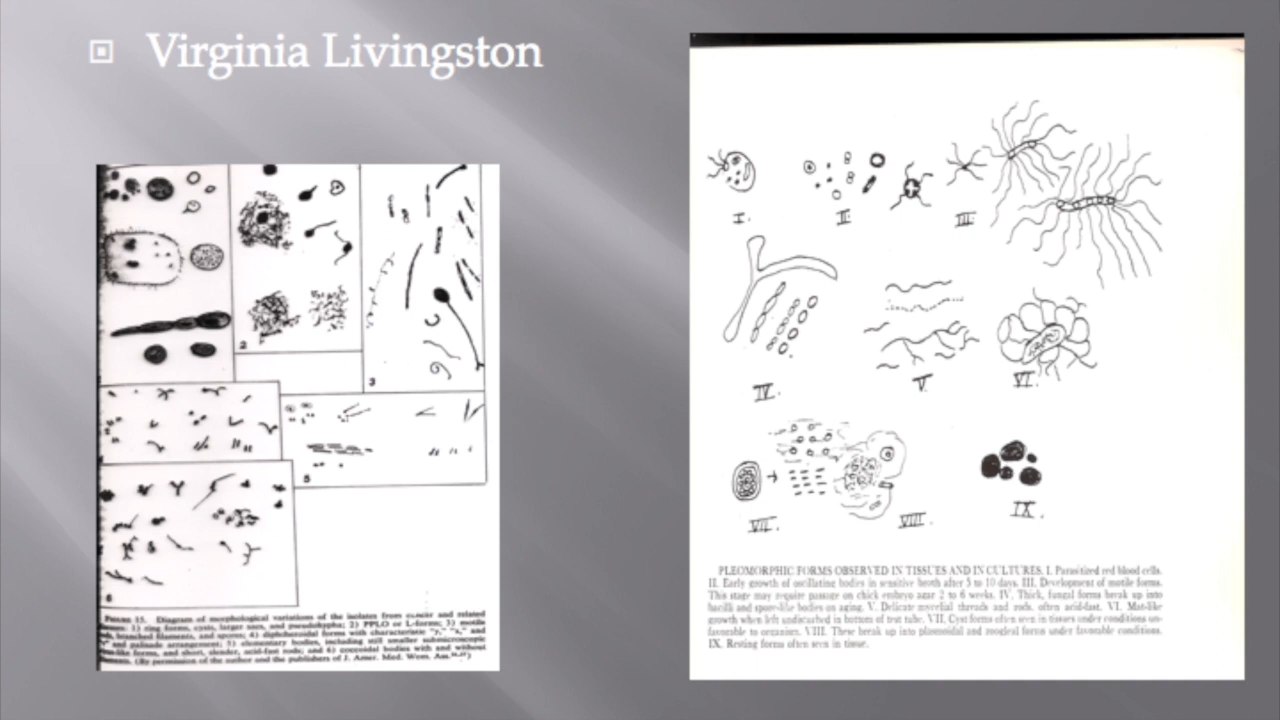 Virginia Livingston
2
3
5
6
FIGURE 15. Diagram of morphological variations of the isolates from cancer and related
1) ring forms, cysts, larger axes, and pseudohypha; 2) PPLO or L-forms; 3) motile
rods, branched filaments, and spores; 4) diphtheroidal forms with characteristic "y," "x," and
and palisade arrangement; 5) elementary bodies, including still smaller submicroscopic
forms, and short, slender, acid-fast rods; and 6) coccoidal bodies with and without
(By permission of the author and the publishers of J. Amer. Med. Wom. Ass.
I.
II.
III.
IV.
V.
VI.
VII.
VIII.
IX.
PLEOMORPHIC FORMS OBSERVED IN TISSUES AND IN CULTURES. I. Parasitized red blood cells.
II. Early growth of oscillating bodies in sensitive broth after 5 to 10 days. III. Development of motile forms.
This stage may require passage on chick embryo agar 2 to 6 weeks. IV. Thick, fungal forms break up into
bacilli and spore-like bodies on aging. V. Delicate mycelial threads and rods, often acid-fast. VI. Mat-like
growth when left undisturbed in bottom of test tube. VII. Cyst forms often seen in tissues under conditions un-
favorable to organism. VIII. These break up into plasmodial and zoogleal forms under favorable conditions.
IX. Resting forms often seen in tissue.